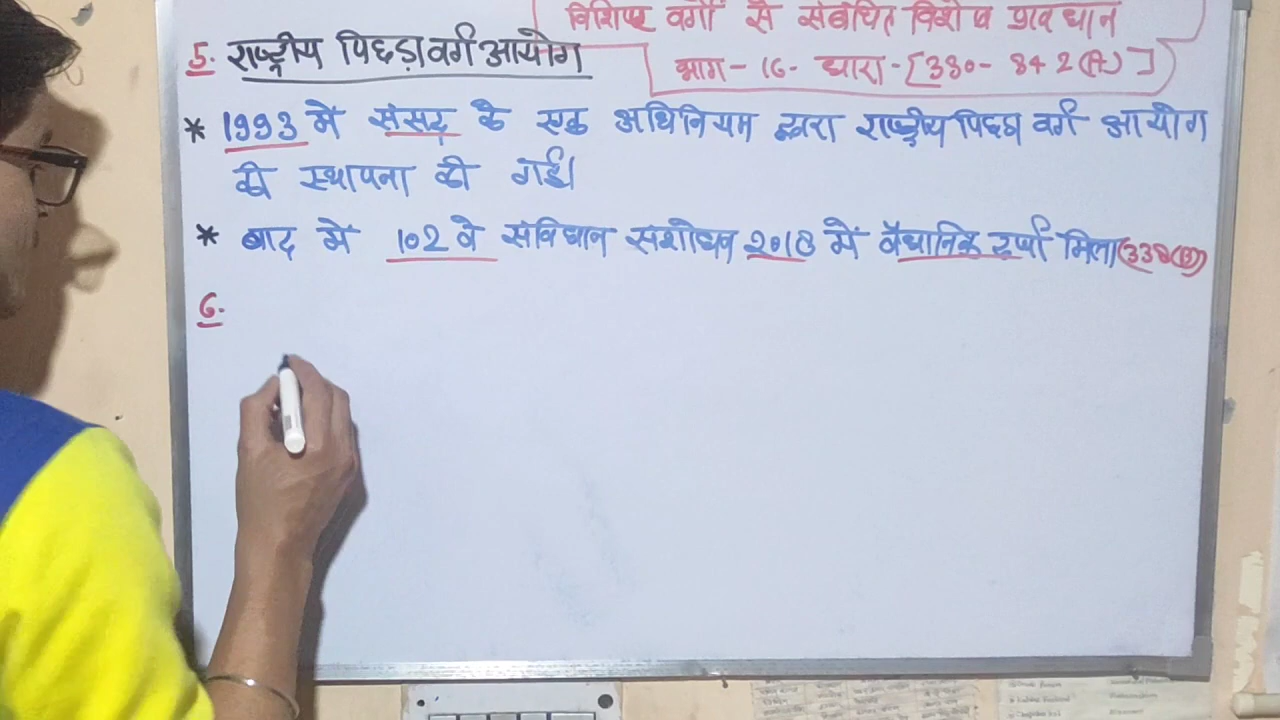 विशिष्ट वर्गों से संबंधित विशेष प्रावधान
भाग - 16. धारा - [330 - 342(A)]
5. राष्ट्रीय पिछड़ा वर्ग आयोग
* 1993 में संसद के एक अधिनियम द्वारा राष्ट्रीय पिछडा वर्ग आयोग
की स्थापना की गई।
* बाद में 102 वे संविधान संशोधन 2018 में वैधानिक दर्जा मिला (338(B))
6.